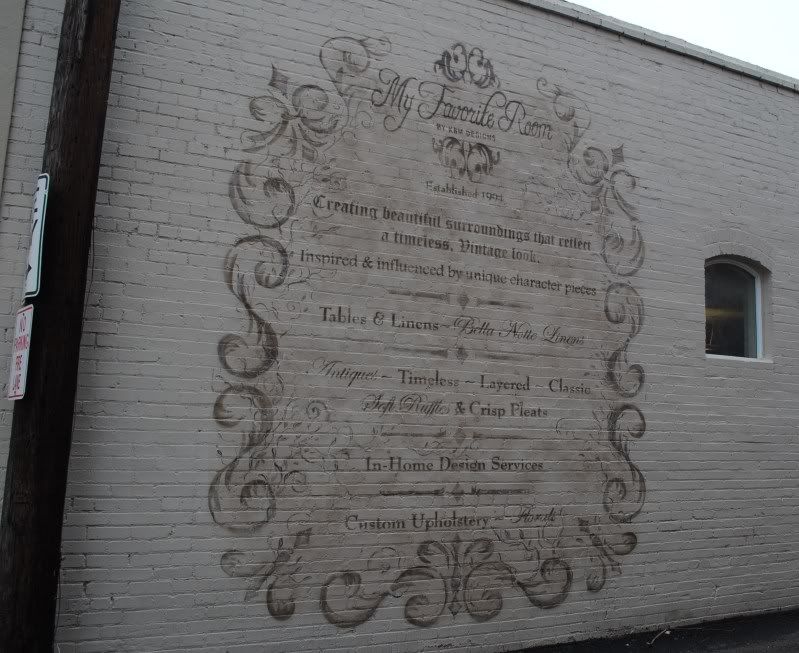 My Favorite Room
BY KBM DESIGNS
Established 1994
Creating beautiful surroundings that reflect
a timeless, Vintage look.
Inspired & influenced by unique character pieces
Tables & Linens ~ Bella Notte Linens
Antiques ~ Timeless ~ Layered ~ Classic
Soft Ruffles & Crisp Pleats
In-Home Design Services
Custom Upholstery ~ Florals
NO
PARKING
FIRE
LANE